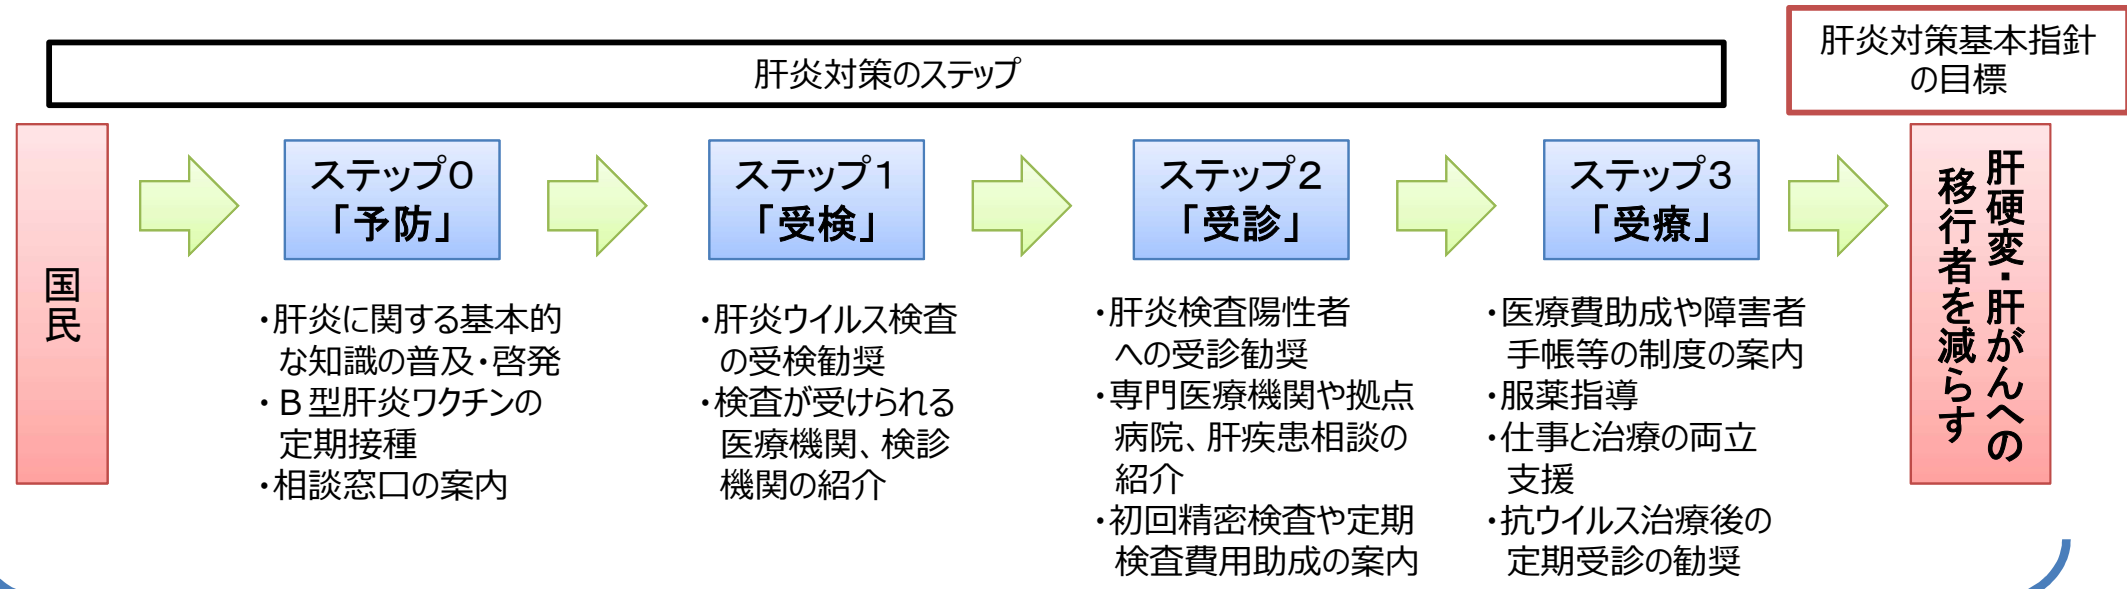 肝炎対策のステップ
肝炎対策基本指針
の目標
国民
ステップ0
「予防」
・肝炎に関する基本的
な知識の普及・啓発
・B型肝炎ワクチンの
定期接種
・相談窓口の案内
ステップ1
「受検」
・肝炎ウイルス検査
の受検勧奨
・検査が受けられる
医療機関、検診
機関の紹介
ステップ2
「受診」
・肝炎検査陽性者
への受診勧奨
・専門医療機関や拠点
病院、肝疾患相談の
紹介
・初回精密検査や定期
検査費用助成の案内
ステップ3
「受療」
・医療費助成や障害者
手帳等の制度の案内
・服薬指導
・仕事と治療の両立
支援
・抗ウイルス治療後の
定期受診の勧奨
肝硬変・肝がんへの
移行者を減らす